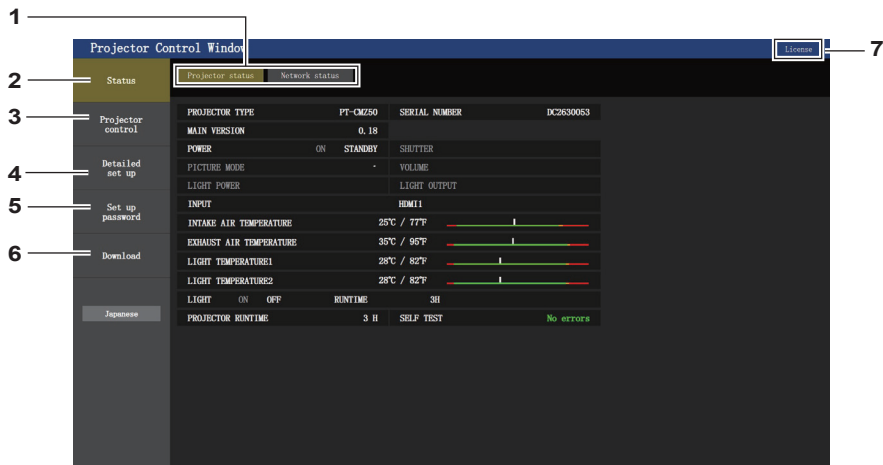 1
Projector Control Window
License
7
2
Status
Projector status
Network status
3
Projector
control
4
Detailed
set up
5
Set up
password
6
Download
Japanese
PROJECTOR TYPE PT-CMZ50 SERIAL NUMBER DC2630053
MAIN VERSION 0.18
POWER ON STANDBY SHUTTER
PICTURE MODE - VOLUME
LIGHT POWER LIGHT OUTPUT
INPUT HDMI1
INTAKE AIR TEMPERATURE 25℃ / 77℉
EXHAUST AIR TEMPERATURE 35℃ / 95℉
LIGHT TEMPERATURE1 28℃ / 82℉
LIGHT TEMPERATURE2 28℃ / 82℉
LIGHT ON OFF RUNTIME 3H
PROJECTOR RUNTIME 3 H SELF TEST No errors